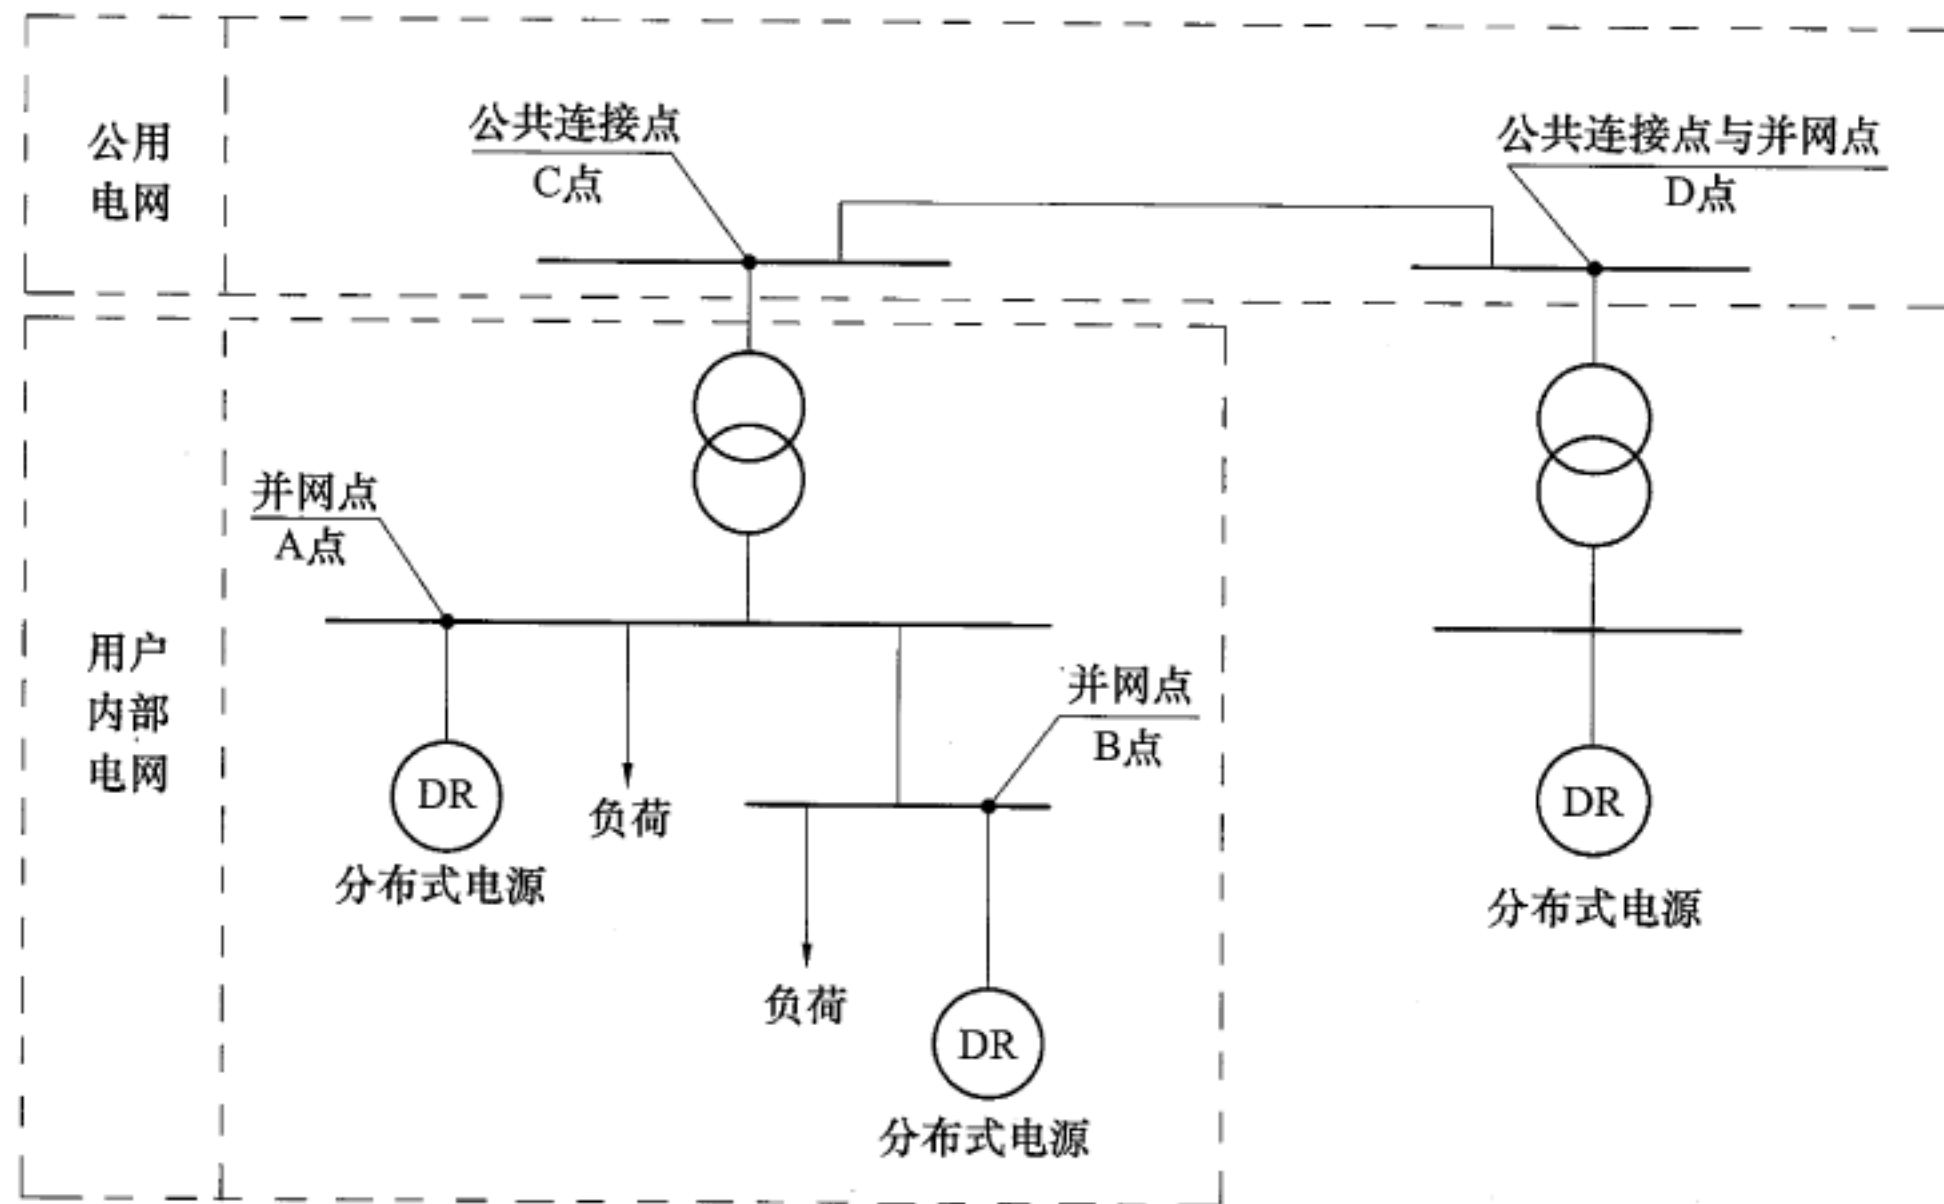 公用
电网
公共连接点
C点
公共连接点与并网点
D点
用户
内部
电网
并网点
A点
并网点
B点
DR
分布式电源
负荷
负荷
DR
分布式电源
DR
分布式电源